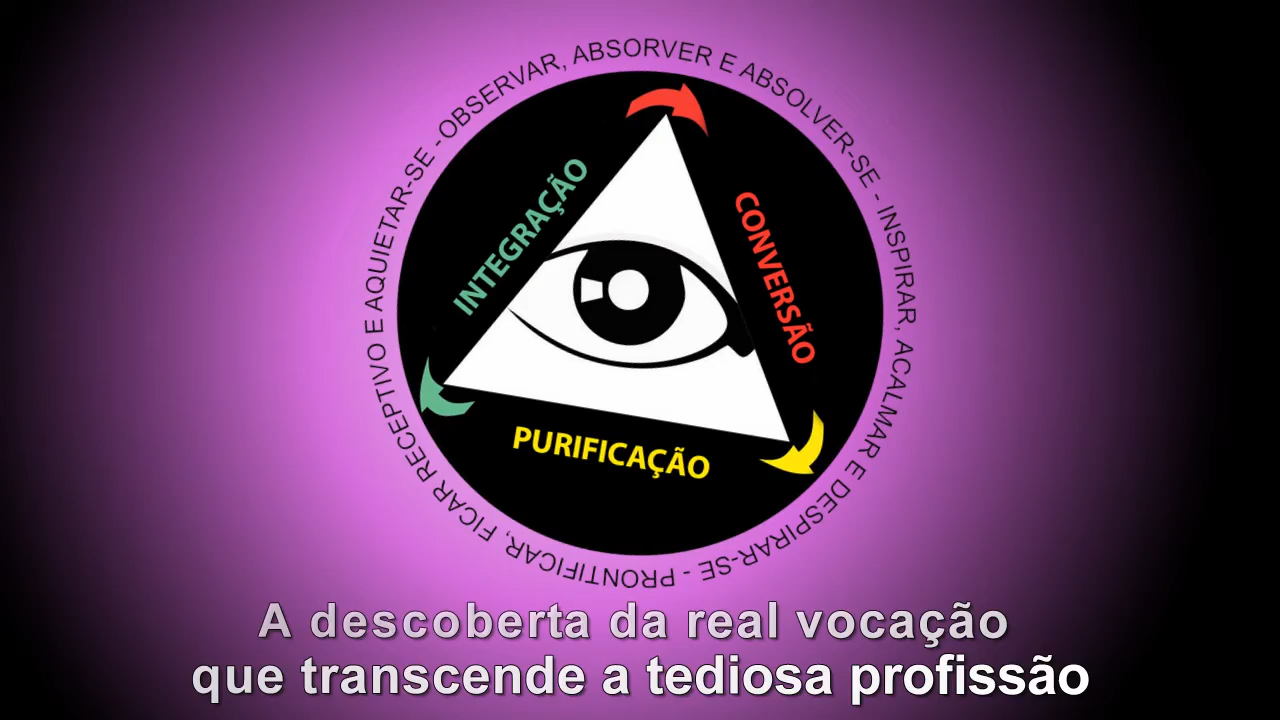 -OBSERVAR, ABSORVER E ABSOLVER-SE - INSPIRAR, ACALMAR E DESPIRAR-SE - PRONTIFICAR, FICAR RECEPTIVO E AQUIETAR-SE
INTEGRAÇÃO
CONVERSÃO
PURIFICAÇÃO
A descoberta da real vocação
que transcende a tediosa profissão